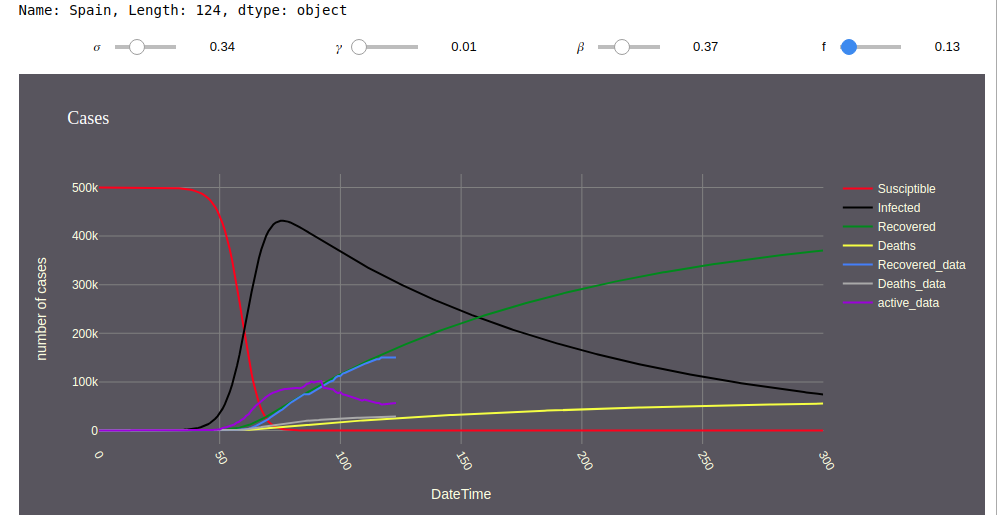 Name: Spain, Length: 124, dtype: object
σ 0.34 γ 0.01 β 0.37 f 0.13
Cases
500k
400k
300k
200k
100k
0
number of cases
0 50 100 150 200 250 300
DateTime
Susciptible
Infected
Recovered
Deaths
Recovered_data
Deaths_data
active_data